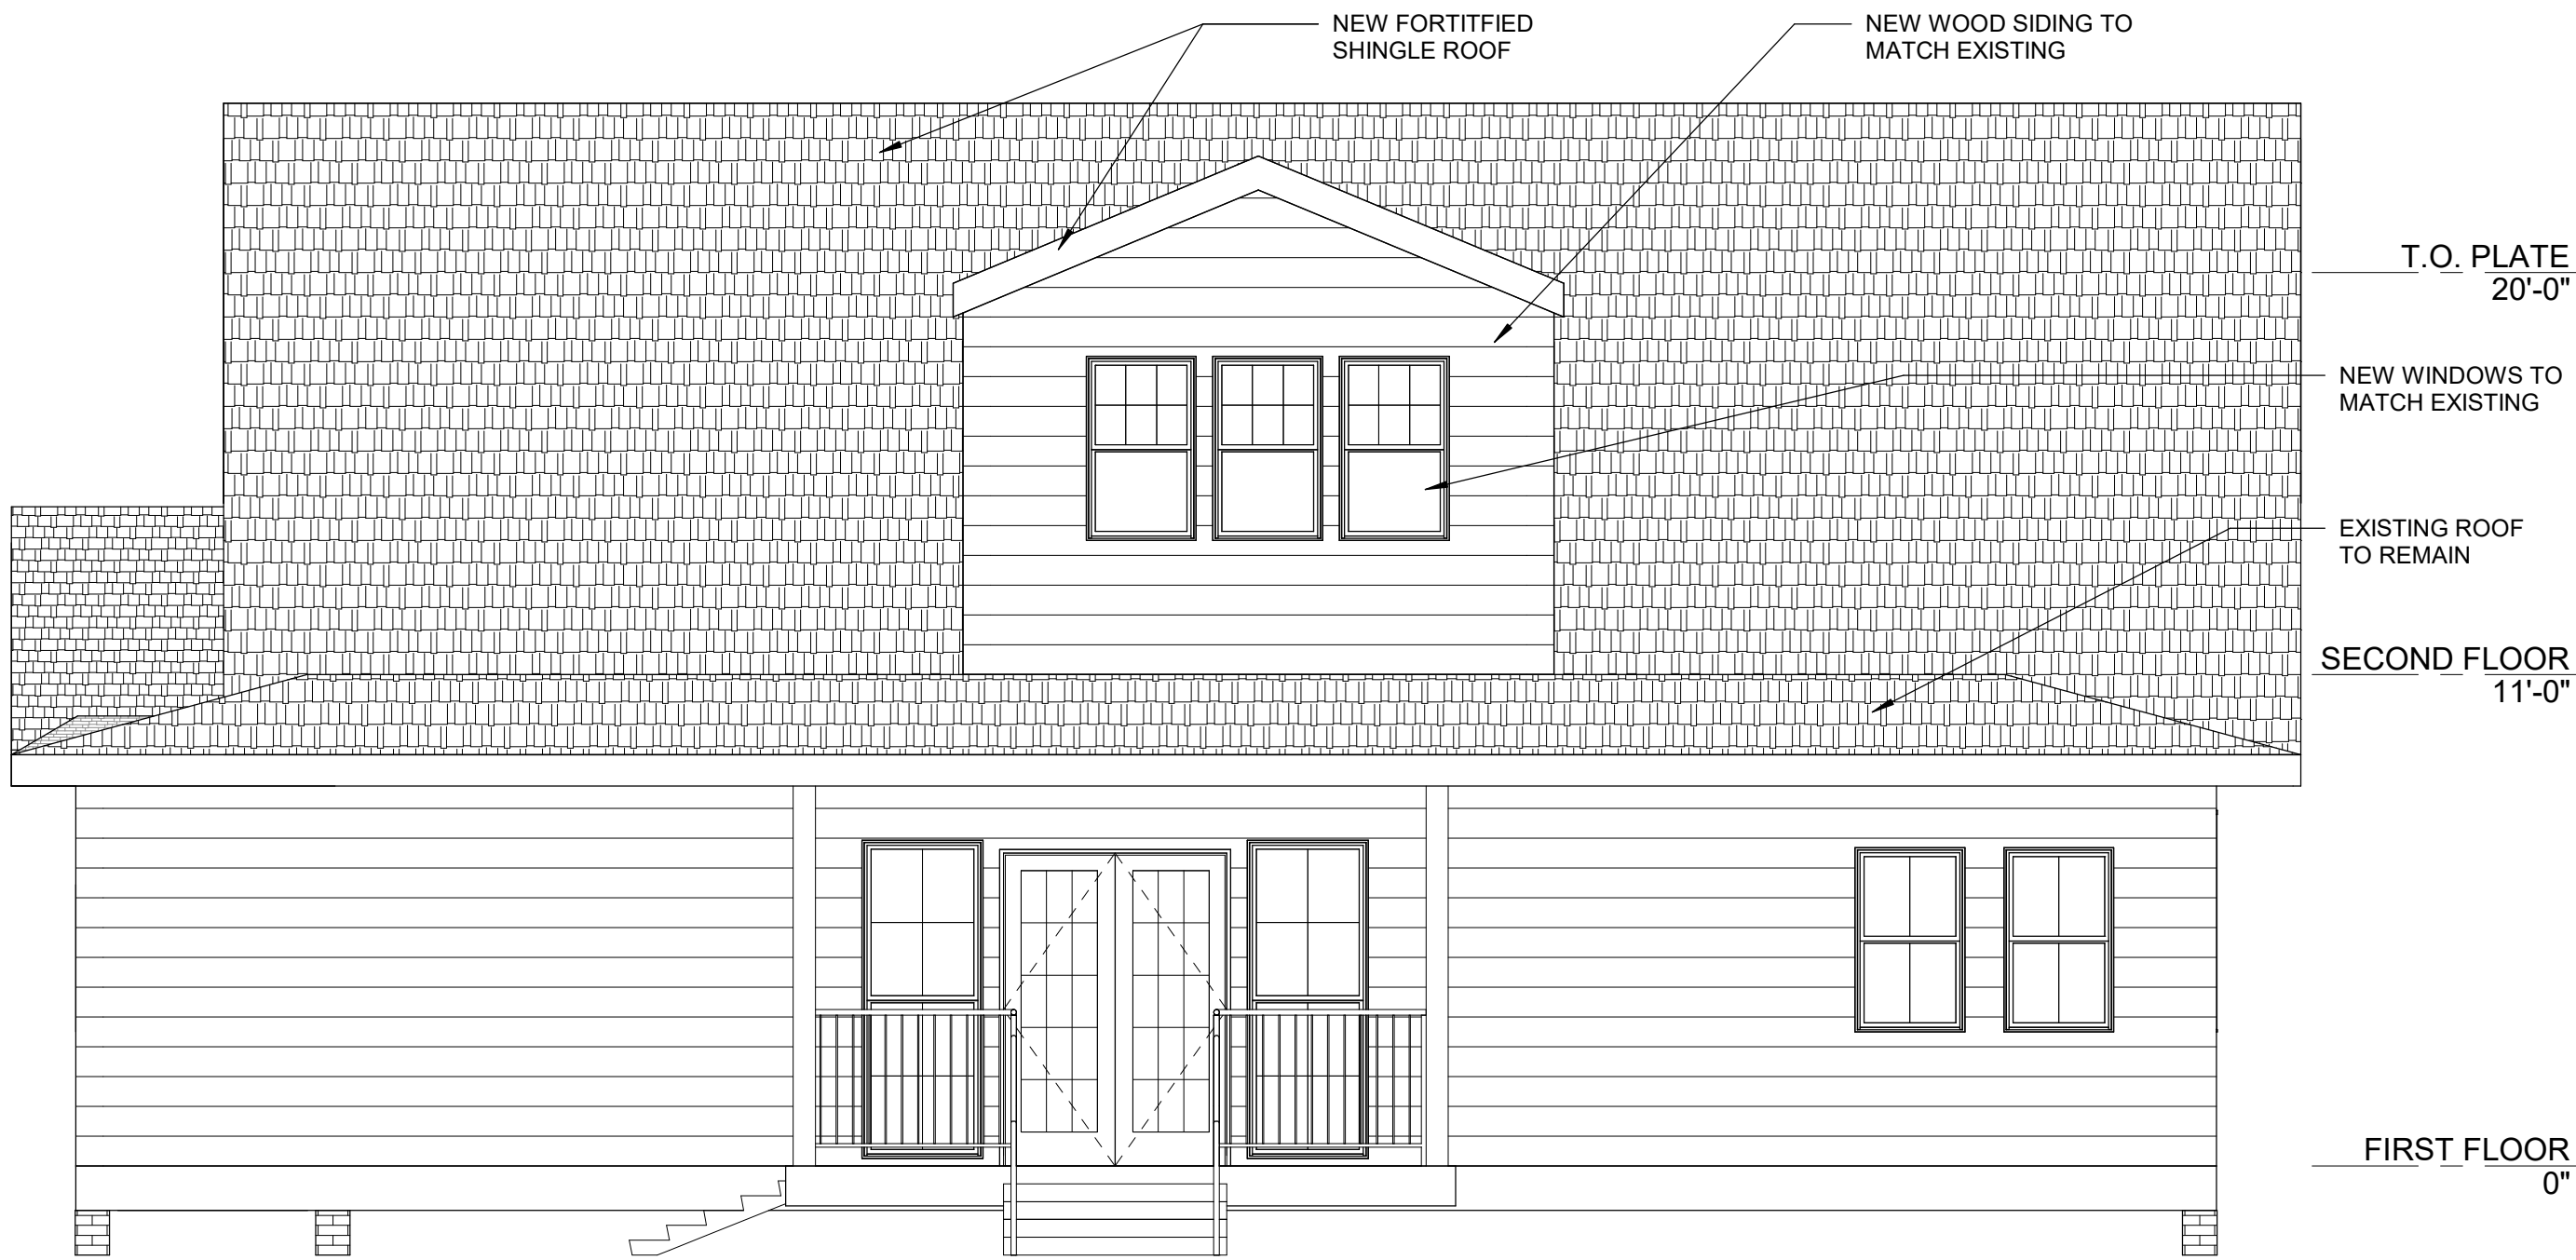 NEW FORTITFIED
SHINGLE ROOF
NEW WOOD SIDING TO
MATCH EXISTING
T.O. PLATE
20'-0"
NEW WINDOWS TO
MATCH EXISTING
EXISTING ROOF
TO REMAIN
SECOND FLOOR
11'-0"
FIRST FLOOR
0"